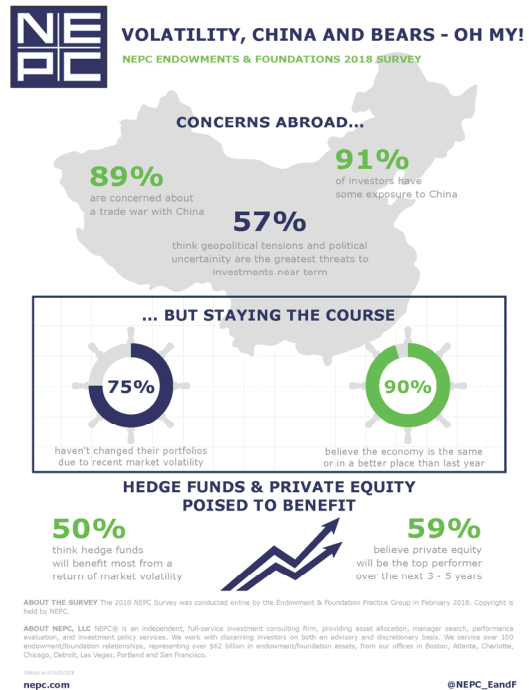 NE
PC
VOLATILITY, CHINA AND BEARS - OH MY!
NEPC ENDOWMENTS & FOUNDATIONS 2018 SURVEY
CONCERNS ABROAD...
89%
are concerned about
a trade war with China
91%
of investors have
some exposure to China
57%
think geopolitical tensions and political
uncertainity are the greatest threats to
investments near term
... BUT STAYING THE COURSE
75%
haven't changed their portfolios
due to recent market volatility
90%
believe the economy is the same
or in a better place than last year
HEDGE FUNDS & PRIVATE EQUITY
POISED TO BENEFIT
50%
think hedge funds
will benefit most from a
return of market volatility
59%
believe private equity
will be the top performer
over the next 3 - 5 years
ABOUT THE SURVEY The 2018 NEPC Survey was conducted online by the Endowment & Foundation Practice Group in February 2018. Copyright is
held by NEPC.
ABOUT NEPC, LLC NEPC® is an independent, full-service investment consulting firm, providing asset allocation, manager search, performance
evaluation, and investment policy services. We work with discerning investors on both an advisory and discretionary basis. We service over 100
endowment/foundation relationships, representing over $62 billion in endowment/foundation assets, from our offices in Boston, Atlanta, Charlotte,
Chicago, Detroit, Las Vegas, Portland and San Francisco.
nepc.com
@NEPC_EandF